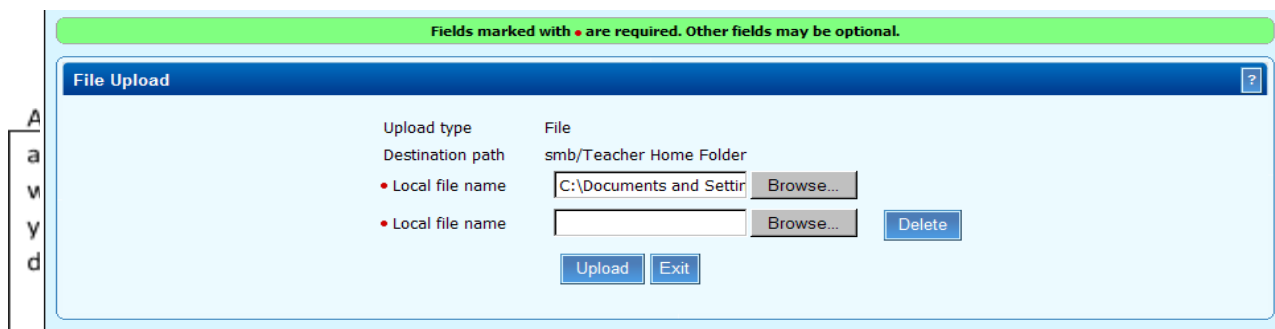 Fields marked with • are required. Other fields may be optional.
File Upload ?
Upload type File
Destination path smb/Teacher Home Folder
• Local file name C:\Documents and Settin Browse...
• Local file name Browse... Delete
Upload Exit
A
a
w
y
d